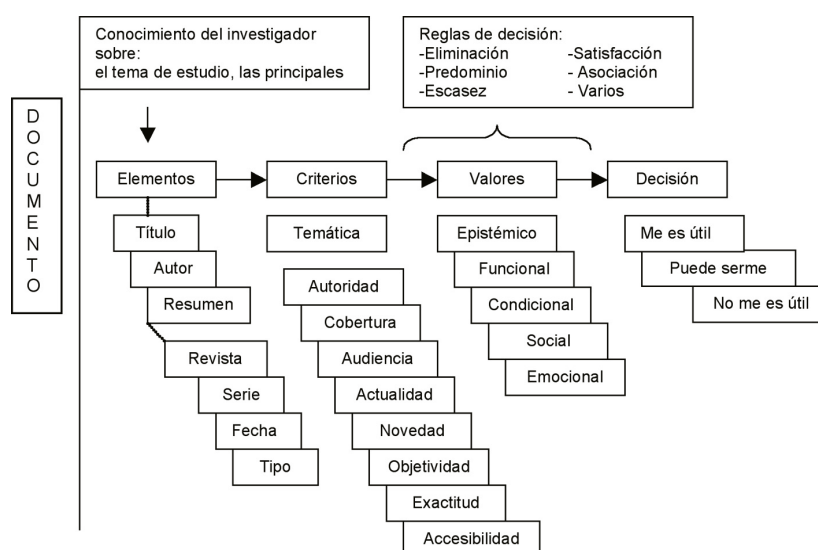 Conocimiento del investigador
sobre:
el tema de estudio, las principales
Reglas de decisión:
-Eliminación -Satisfacción
-Predominio - Asociación
-Escasez - Varios
DOCUMENTO
Elementos
Criterios
Valores
Decisión
Título
Autor
Resumen
Revista
Serie
Fecha
Tipo
Temática
Autoridad
Cobertura
Audiencia
Actualidad
Novedad
Objetividad
Exactitud
Accesibilidad
Epistémico
Funcional
Condicional
Social
Emocional
Me es útil
Puede serme
No me es útil